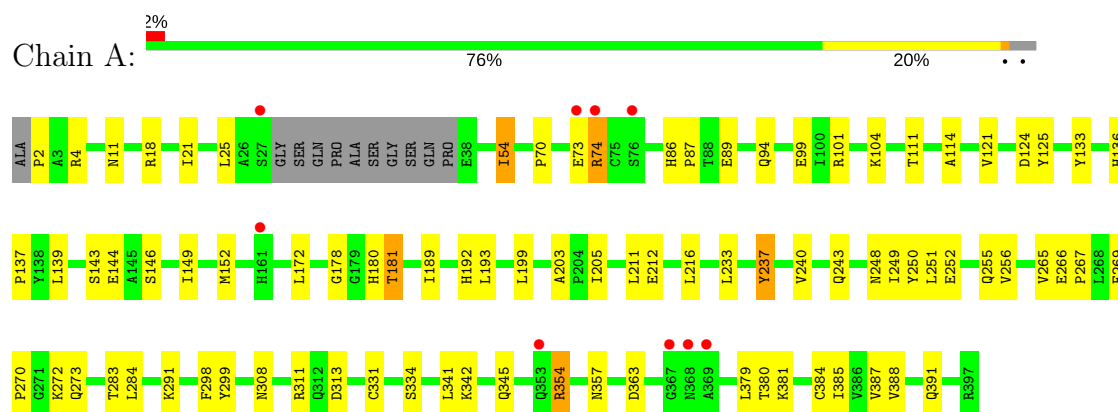 2%
Chain A:
76% 20% • •
ALA P2 A3 R4 N11 R18 I21 L25 A26 S27 GLY SER GLN PRO ALA SER GLY SER GLN PRO E38 I54 P70 E73 R74 C75 S76 H86 P87 T88 E89 Q94 E99 I100 R101 K104 T111 A114 V121 D124 Y125 Y133 H136
P137 Y138 L139 S143 E144 A145 S146 I149 M152 H161 L172 G178 G179 H180 T181 I189 H192 L193 L199 A203 P204 I205 L211 E212 L216 L233 Y237 V240 Q243 N248 I249 Y250 L251 E252 Q255 V256 V265 E266 P267 L268
P270 G271 K272 Q273 T283 L284 K291 F298 Y299 N308 R311 Q312 D313 C331 S334 L341 K342 Q345 Q353 R354 N357 D363 G367 N368 A369 L379 T380 K381 C384 I385 V386 V387 V388 Q391 R397